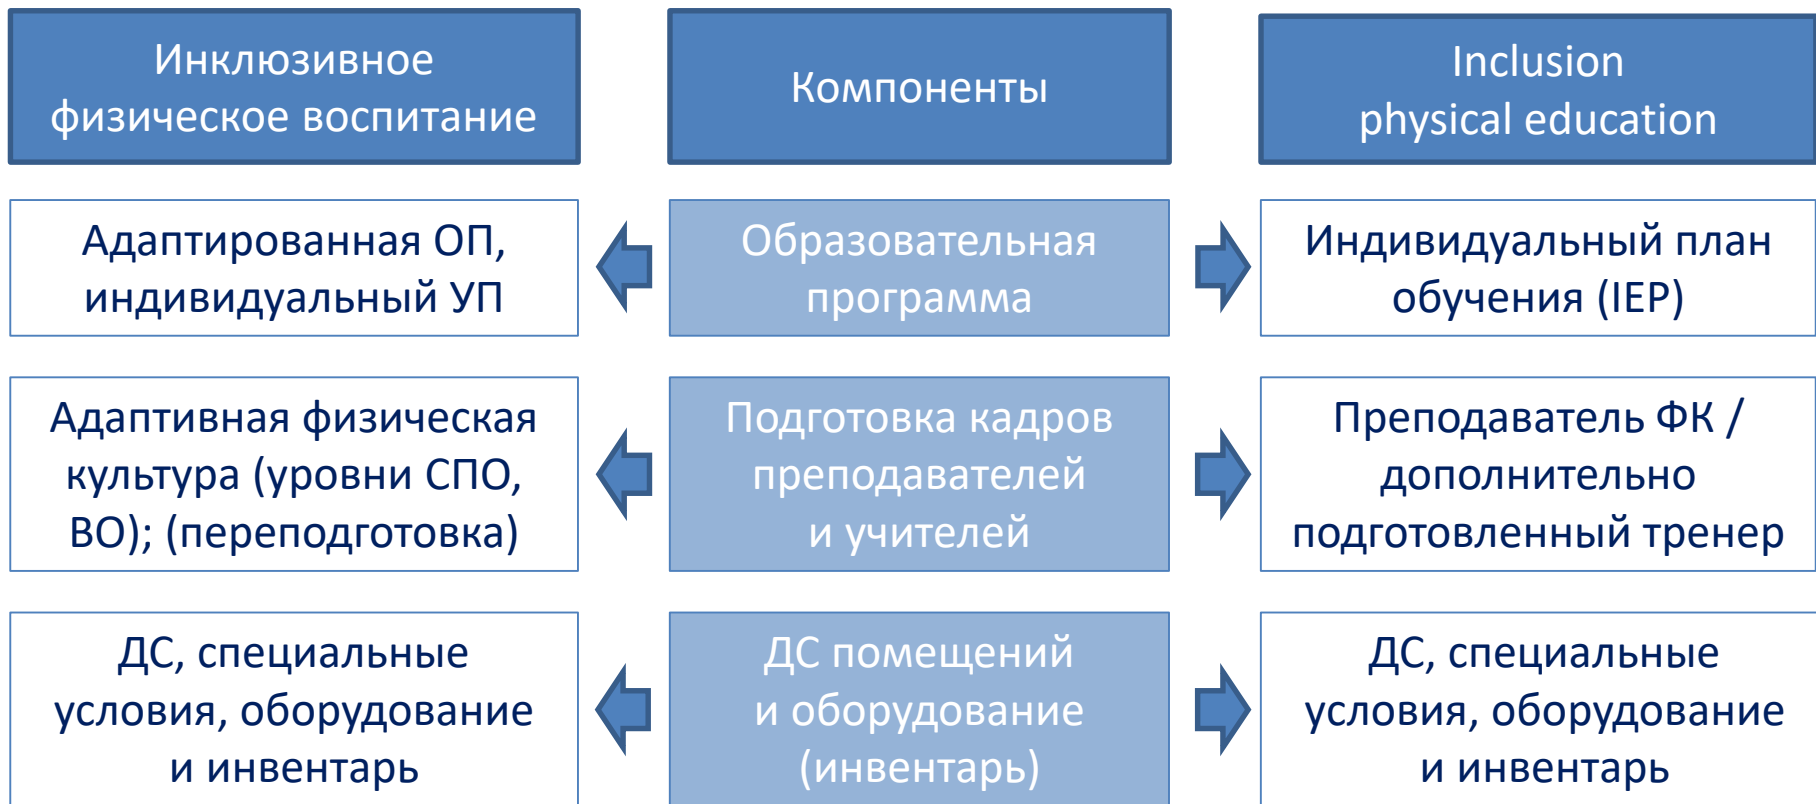 Инклюзивное
физическое воспитание
Компоненты
Inclusion
physical education
Адаптированная ОП,
индивидуальный УП
Образовательная
программа
Индивидуальный план
обучения (IEP)
Адаптивная физическая
культура (уровни СПО,
ВО); (переподготовка)
Подготовка кадров
преподавателей
и учителей
Преподаватель ФК /
дополнительно
подготовленный тренер
ДС, специальные
условия, оборудование
и инвентарь
ДС помещений
и оборудование
(инвентарь)
ДС, специальные
условия, оборудование
и инвентарь